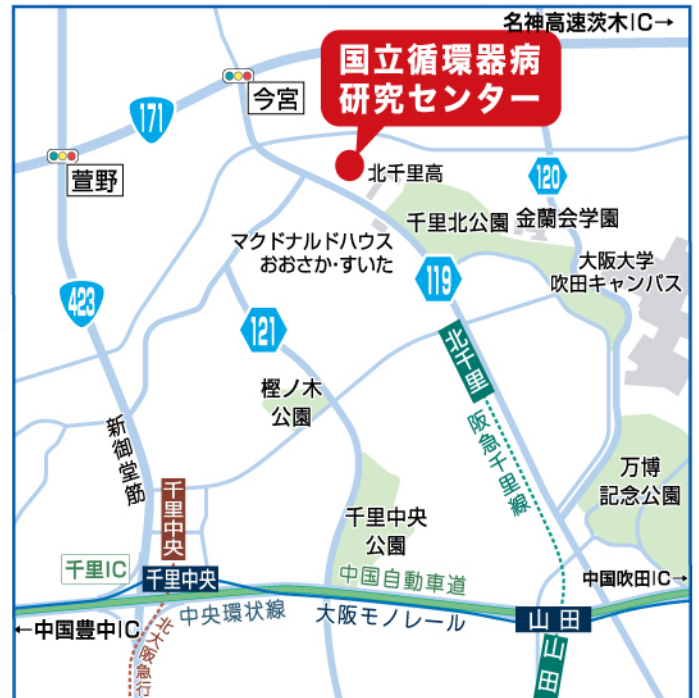 名神高速茨木IC→
国立循環器病
研究センター
今宮
171
萱野
北千里高
120
千里北公園
金蘭会学園
マクドナルドハウス
おおさか・すいた
大阪大学
吹田キャンパス
119
423
121
北千里
樫ノ木
公園
新御堂筋
阪急千里線
万博
記念公園
千里中央
千里中央
公園
千里IC
千里中央
中国自動車道
中国吹田IC→
中央環状線
大阪モノレール
山田
←中国豊中IC
北大阪急行
山田